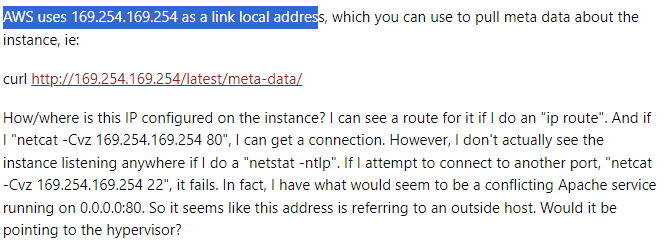 AWS uses 169.254.169.254 as a link local address, which you can use to pull meta data about the
instance, ie:
curl http://169.254.169.254/latest/meta-data/
How/where is this IP configured on the instance? I can see a route for it if I do an "ip route". And if
I "netcat -Cvz 169.254.169.254 80", I can get a connection. However, I don't actually see the
instance listening anywhere if I do a "netstat -ntlp". If I attempt to connect to another port, "netcat
-Cvz 169.254.169.254 22", it fails. In fact, I have what would seem to be a conflicting Apache service
running on 0.0.0.0:80. So it seems like this address is referring to an outside host. Would it be
pointing to the hypervisor?